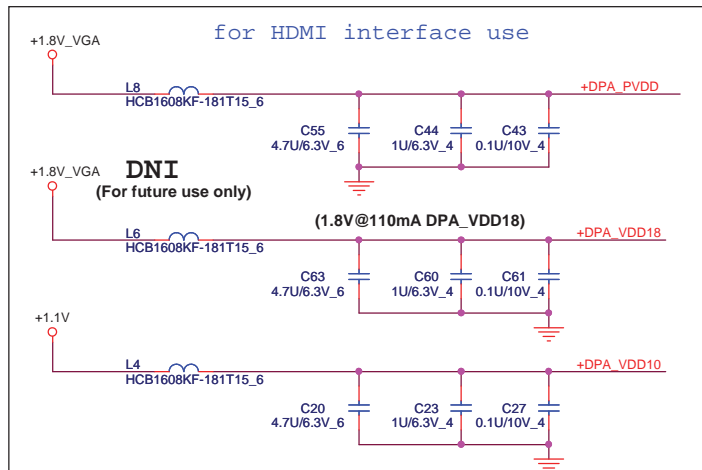 for HDMI interface use
+1.8V_VGA
L8
HCB1608KF-181T15_6
+DPA_PVDD
C55
4.7U/6.3V_6
C44
1U/6.3V_4
C43
0.1U/10V_4
DNI
(For future use only)
+1.8V_VGA
L6
HCB1608KF-181T15_6
(1.8V@110mA DPA_VDD18)
+DPA_VDD18
C63
4.7U/6.3V_6
C60
1U/6.3V_4
C61
0.1U/10V_4
+1.1V
L4
HCB1608KF-181T15_6
+DPA_VDD10
C20
4.7U/6.3V_6
C23
1U/6.3V_4
C27
0.1U/10V_4